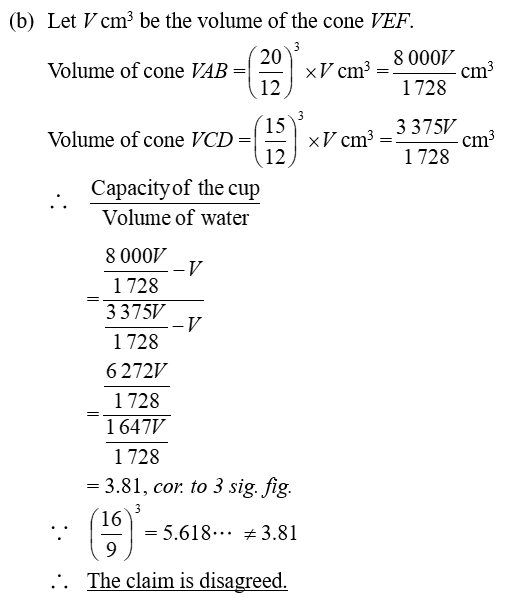 (b) Let V cm³ be the volume of the cone VEF.
Volume of cone VAB = (20/12)³ × V cm³ = 8 000V/1 728 cm³
Volume of cone VCD = (15/12)³ × V cm³ = 3 375V/1 728 cm³
∴ Capacity of the cup / Volume of water
= (8 000V/1 728 − V) / (3 375V/1 728 − V)
= (6 272V/1 728) / (1 647V/1 728)
= 3.81, cor. to 3 sig. fig.
∵ (16/9)³ = 5.618⋯ ≠ 3.81
∴ The claim is disagreed.